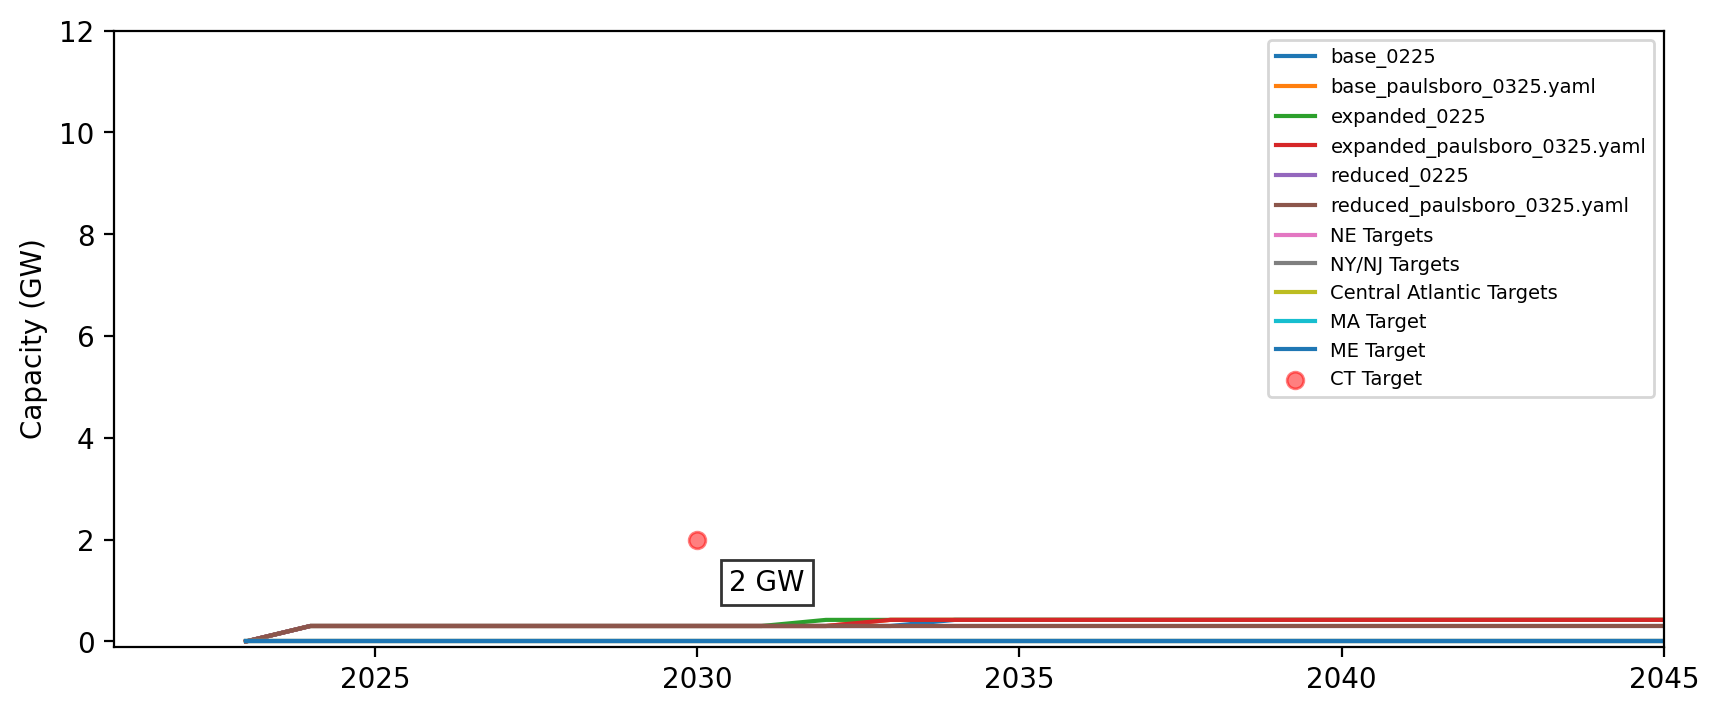 12
10
8
6
4
2
0
Capacity (GW)
base_0225
base_paulsboro_0325.yaml
expanded_0225
expanded_paulsboro_0325.yaml
reduced_0225
reduced_paulsboro_0325.yaml
NE Targets
NY/NJ Targets
Central Atlantic Targets
MA Target
ME Target
CT Target
2 GW
2025 2030 2035 2040 2045